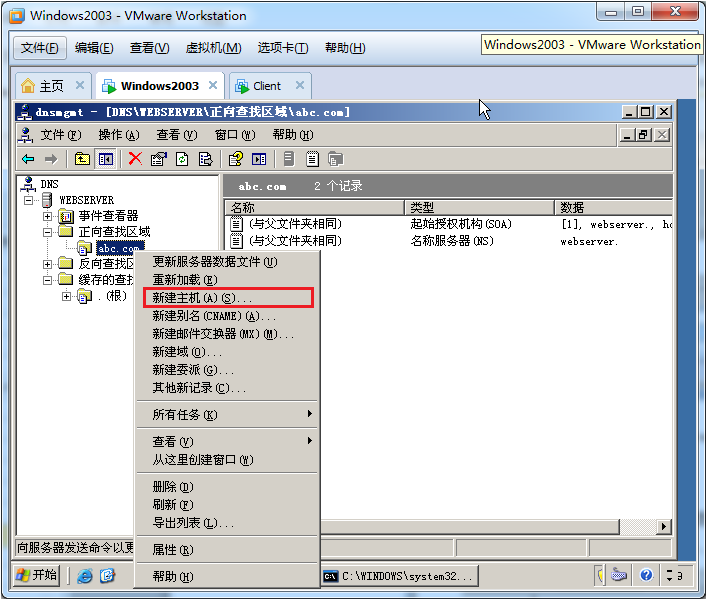 Windows2003 - VMware Workstation
文件(F) 编辑(E) 查看(V) 虚拟机(M) 选项卡(T) 帮助(H)
Windows2003 - VMware Workstation
主页 Windows2003 Client
dnsmgmt - [DNS\WEBSERVER\正向查找区域\abc.com]
文件(F) 操作(A) 查看(V) 窗口(W) 帮助(H)
DNS
WEBSERVER
事件查看器
正向查找区域
abc.com
反向查找区
缓存的查找
.(根)
abc.com 2 个记录
名称 类型 数据
(与父文件夹相同) 起始授权机构(SOA) [1], webserver., ho
(与父文件夹相同) 名称服务器(NS) webserver.
更新服务器数据文件(U)
重新加载(E)
新建主机(A)(S)...
新建别名(CNAME)(A)...
新建邮件交换器(MX)(M)...
新建域(O)...
新建委派(G)...
其他新记录(C)...
所有任务(K)
查看(V)
从这里创建窗口(W)
删除(D)
刷新(F)
导出列表(L)...
属性(R)
帮助(H)
向服务器发送命令以更
开始 C:\WINDOWS\system32...